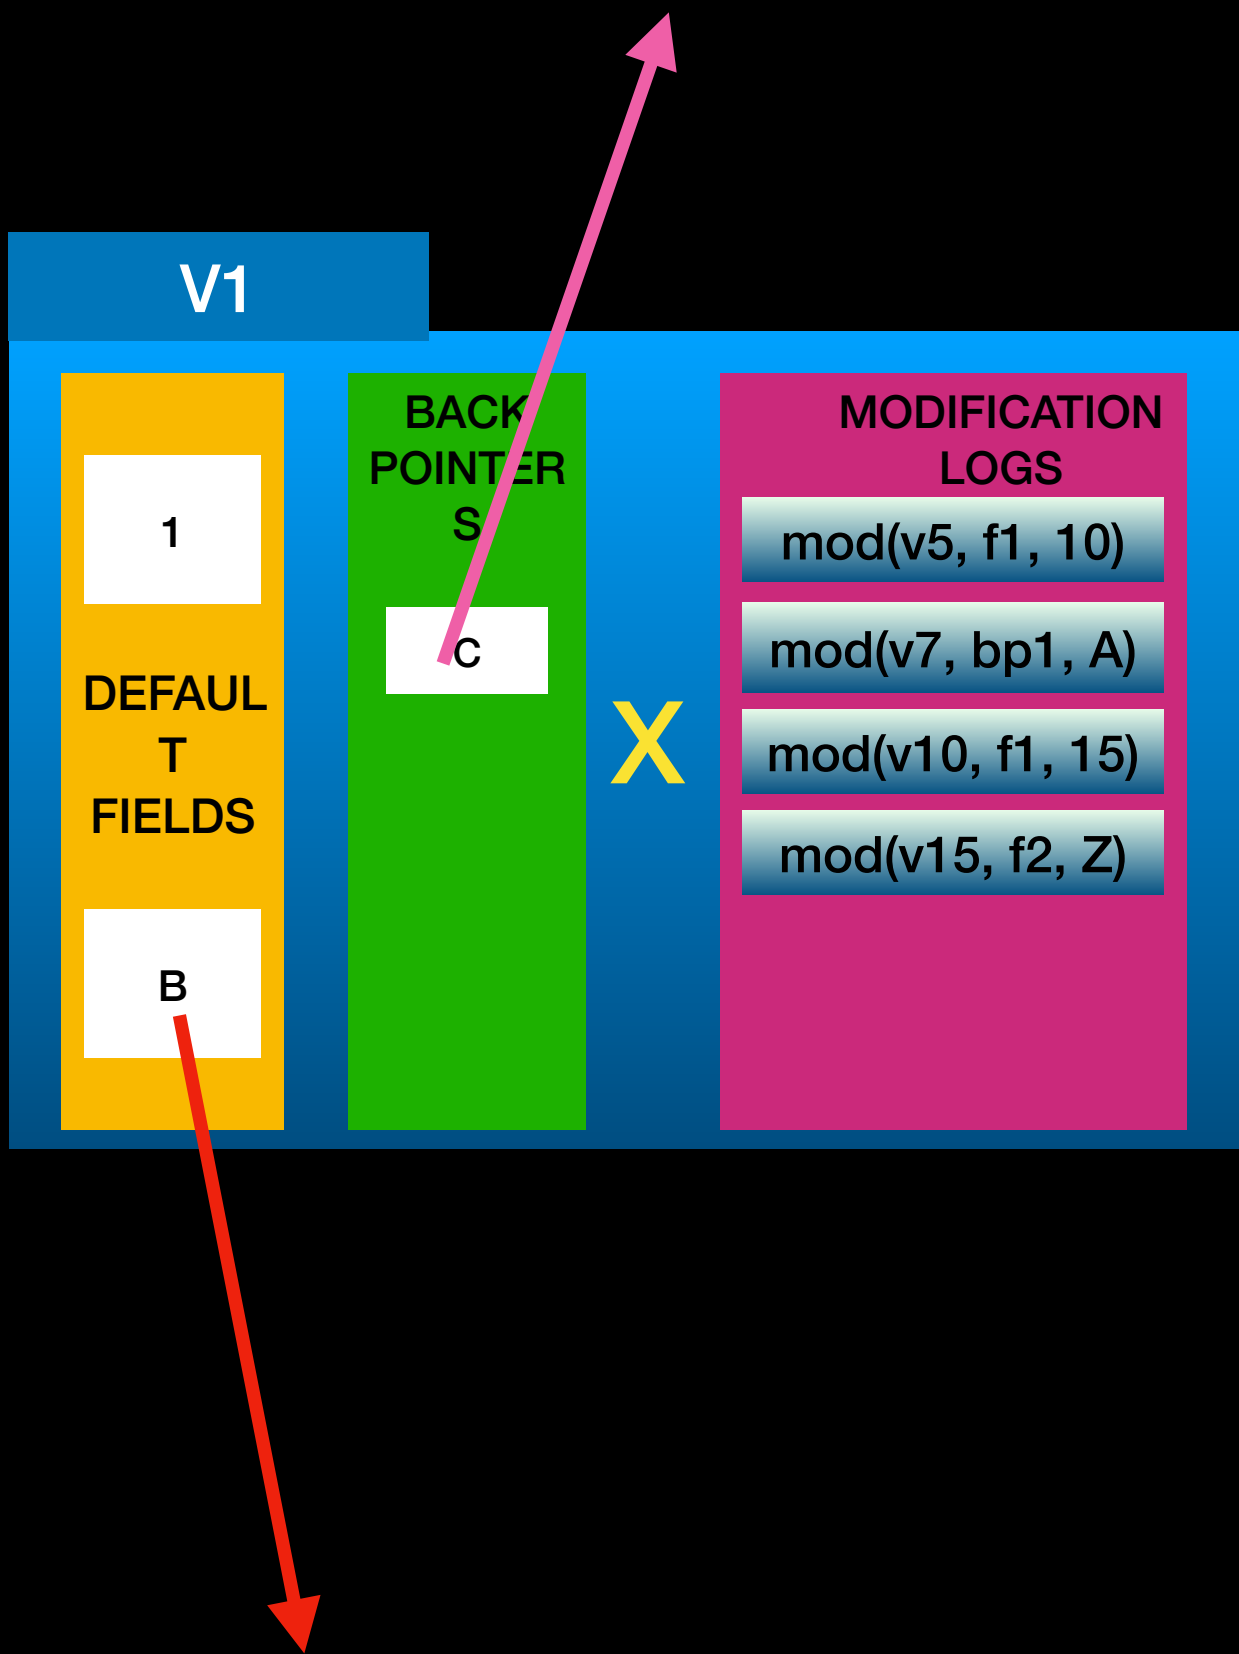 V1
1
DEFAUL
T
FIELDS
B
BACK
POINTER
S
C
X
MODIFICATION
LOGS
mod(v5, f1, 10)
mod(v7, bp1, A)
mod(v10, f1, 15)
mod(v15, f2, Z)